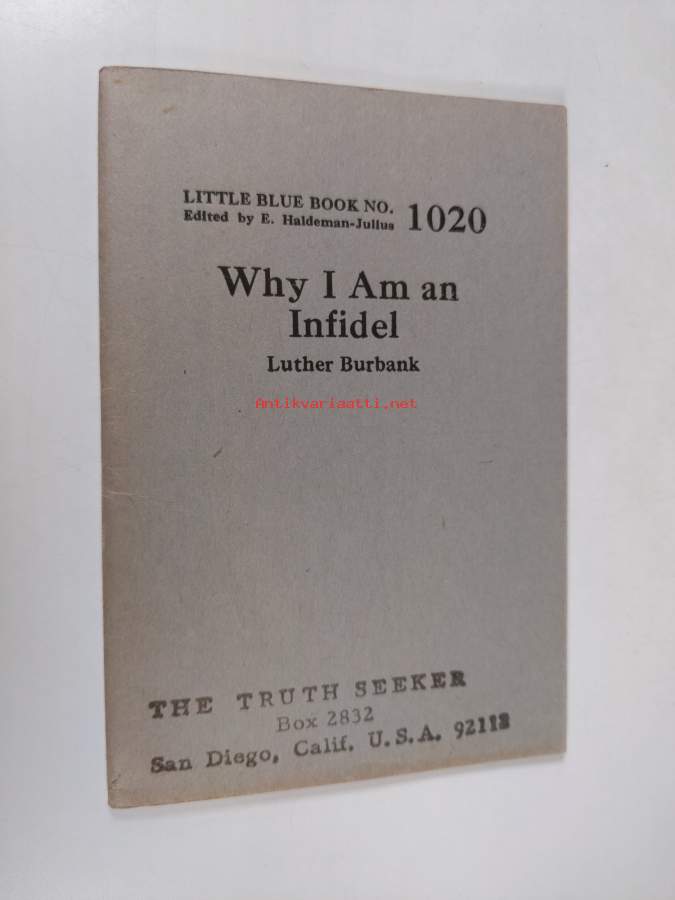 LITTLE BLUE BOOK NO.
Edited by E. Haldeman-Julius 1020
Why I Am an
Infidel
Luther Burbank
Antikvariaatti.net
THE TRUTH SEEKER
Box 2832
San Diego, Calif. U.S.A. 92112